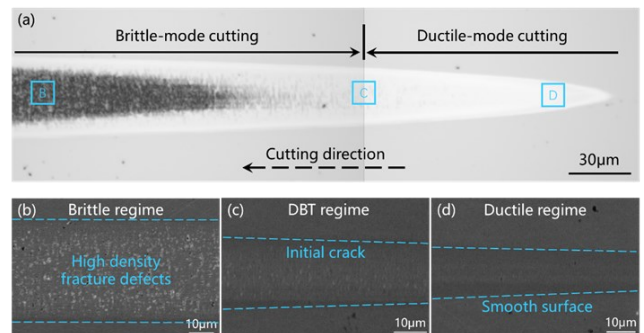 (a)
Brittle-mode cutting
Ductile-mode cutting
B
C
D
Cutting direction
30μm
(b)
Brittle regime
High density
fracture defects
10μm
(c)
DBT regime
Initial crack
10μm
(d)
Ductile regime
Smooth surface
10μm